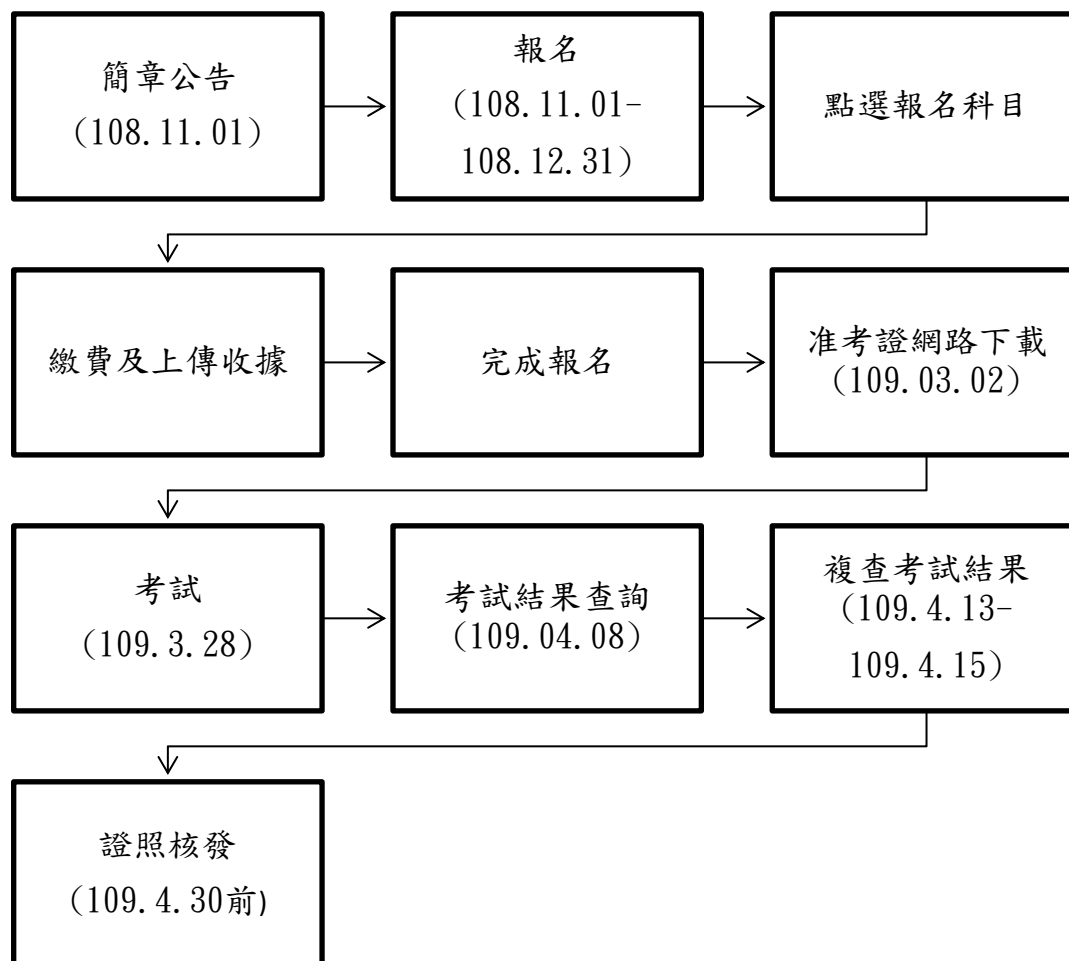 簡章公告
(108.11.01)
報名
(108.11.01-
108.12.31)
點選報名科目
繳費及上傳收據
完成報名
准考證網路下載
(109.03.02)
考試
(109.3.28)
考試結果查詢
(109.04.08)
複查考試結果
(109.4.13-
109.4.15)
證照核發
(109.4.30前)